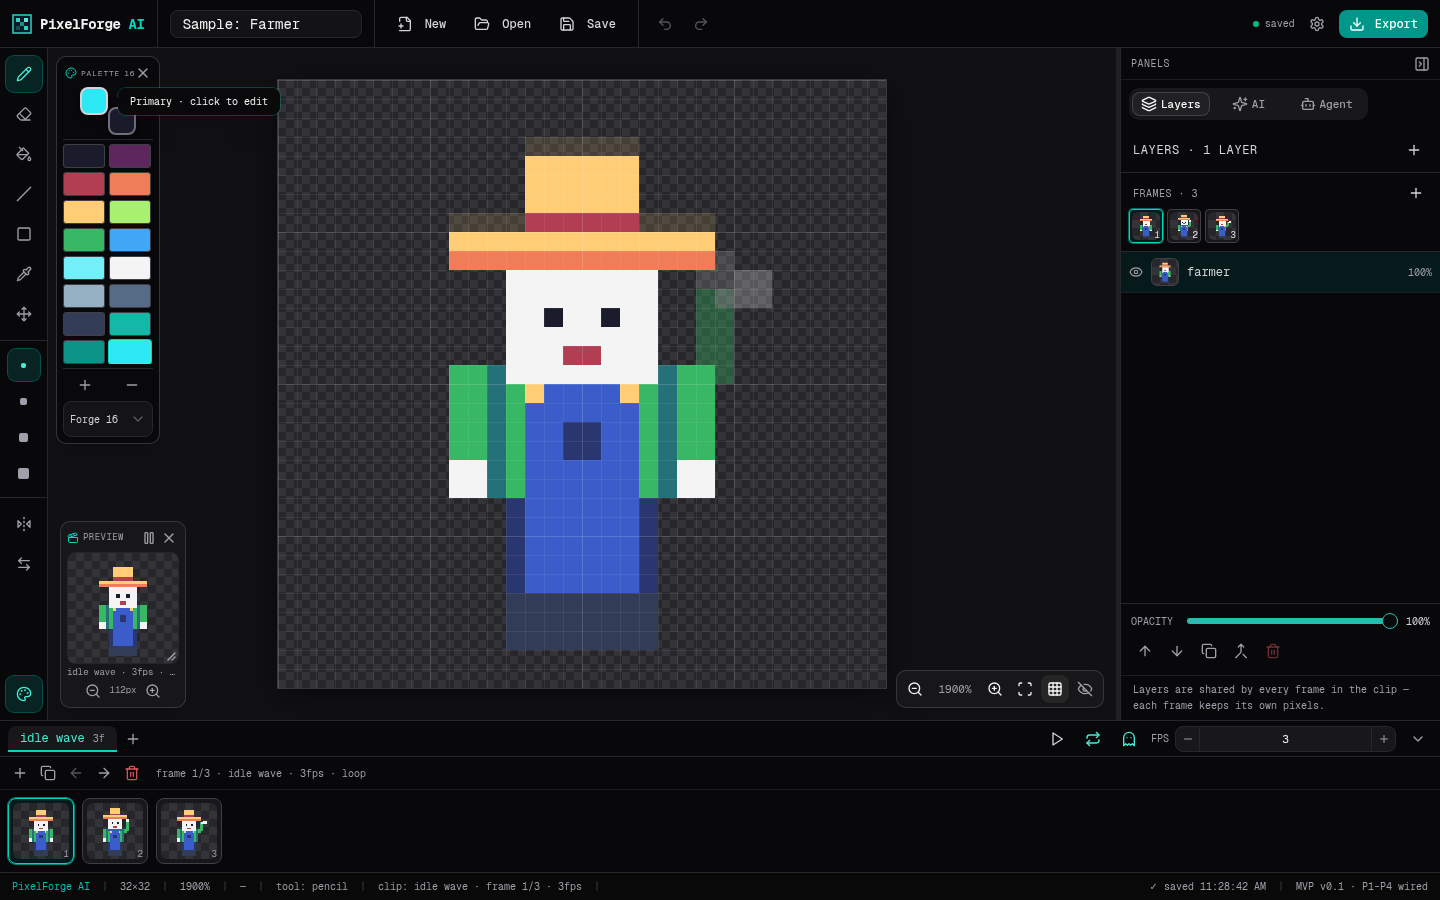 PixelForge AI
Sample: Farmer
New
Open
Save
saved
Export
PALETTE 16
Primary · click to edit
Forge 16
PREVIEW
idle wave · 3fps · …
112px
1900%
PANELS
Layers
AI
Agent
LAYERS · 1 LAYER
FRAMES · 3
1
2
3
farmer
100%
OPACITY
100%
Layers are shared by every frame in the clip —
each frame keeps its own pixels.
idle wave 3f
FPS
3
frame 1/3 · idle wave · 3fps · loop
1
2
3
PixelForge AI
32×32
1900%
—
tool: pencil
clip: idle wave · frame 1/3 · 3fps
✓ saved 11:28:42 AM
MVP v0.1 · P1–P4 wired